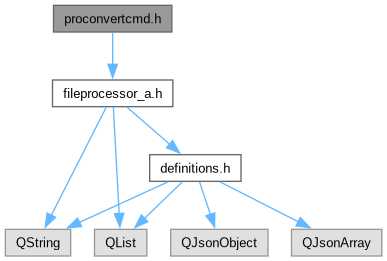 proconvertcmd.h
fileprocessor_a.h
definitions.h
QString
QList
QJsonObject
QJsonArray